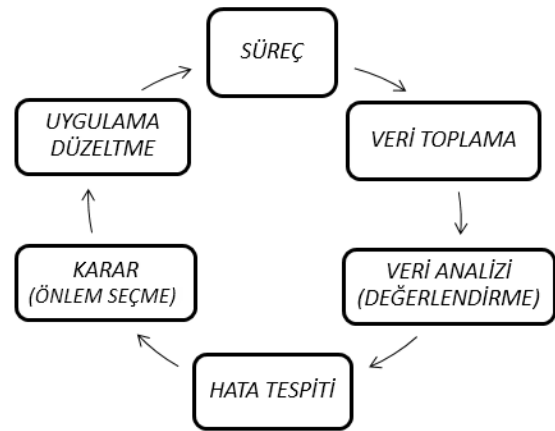 SÜREÇ
VERİ TOPLAMA
VERİ ANALİZİ
(DEĞERLENDİRME)
HATA TESPİTİ
KARAR
(ÖNLEM SEÇME)
UYGULAMA
DÜZELTME